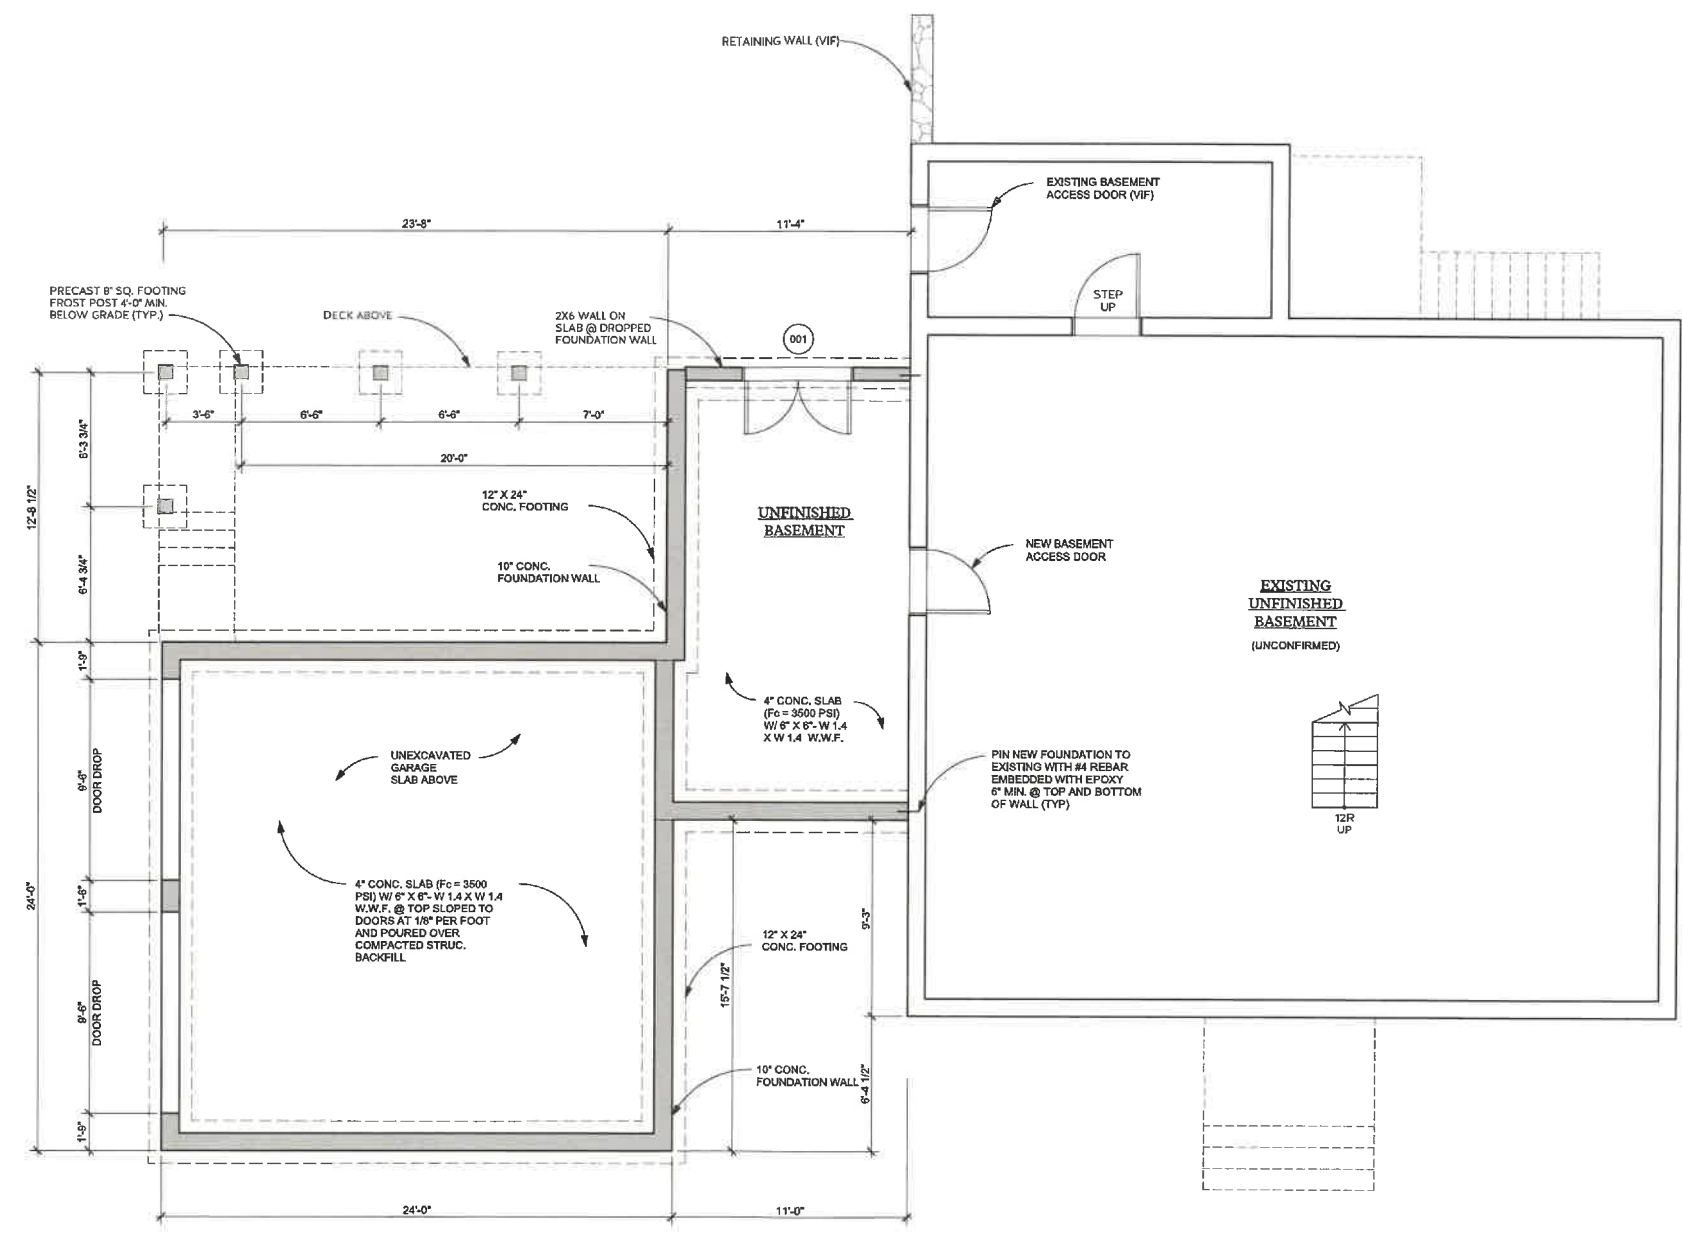 RETAINING WALL (VIF)
EXISTING BASEMENT
ACCESS DOOR (VIF)
23'-8"
11'-4"
STEP
UP
PRECAST 8" SQ. FOOTING
FROST POST 4'-0" MIN.
BELOW GRADE (TYP.)
DECK ABOVE
2X6 WALL ON
SLAB @ DROPPED
FOUNDATION WALL
001
3'-6"
6'-6"
6'-6"
7'-0"
20'-0"
6'-3 3/4"
12'-8 1/2"
6'-4 3/4"
12" X 24"
CONC. FOOTING
10" CONC.
FOUNDATION WALL
UNFINISHED
BASEMENT
NEW BASEMENT
ACCESS DOOR
EXISTING
UNFINISHED
BASEMENT
(UNCONFIRMED)
1'-9"
9'-6"
DOOR DROP
1'-6"
24'-0"
9'-6"
DOOR DROP
1'-9"
4" CONC. SLAB
(Fc = 3500 PSI)
W/ 6" X 6"- W 1.4
X W 1.4 W.W.F.
UNEXCAVATED
GARAGE
SLAB ABOVE
PIN NEW FOUNDATION TO
EXISTING WITH #4 REBAR
EMBEDDED WITH EPOXY
6" MIN. @ TOP AND BOTTOM
OF WALL (TYP)
12R
UP
4" CONC. SLAB (Fc = 3500
PSI) W/ 6" X 6"- W 1.4 X W 1.4
W.W.F. @ TOP SLOPED TO
DOORS AT 1/8" PER FOOT
AND POURED OVER
COMPACTED STRUC.
BACKFILL
12" X 24"
CONC. FOOTING
9'-3"
15'-7 1/2"
10" CONC.
FOUNDATION WALL
6'-4 1/2"
24'-0"
11'-0"